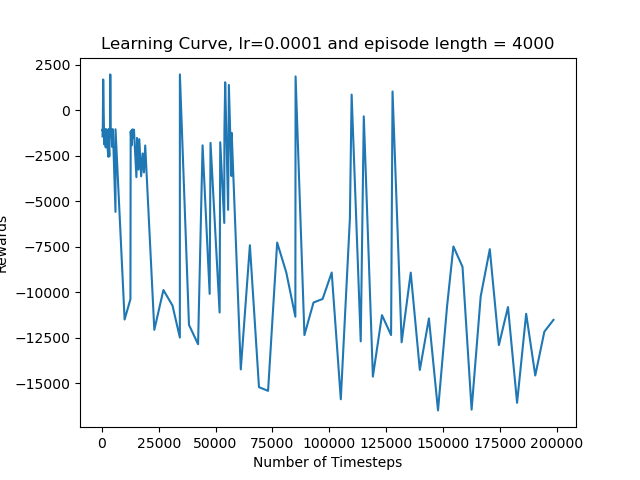 Learning Curve, lr=0.0001 and episode length = 4000
2500
0
−2500
−5000
−7500
−10000
−12500
−15000
Rewards
0 25000 50000 75000 100000 125000 150000 175000 200000
Number of Timesteps